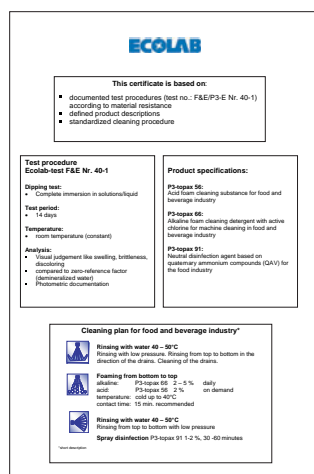 ECOLAB
This certificate is based on:
▪ documented test procedures (test no.: F&E/P3-E Nr. 40-1)
according to material resistance
▪ defined product descriptions
▪ standardized cleaning procedure
Test procedure
Ecolab-test F&E Nr. 40-1
Dipping test:
• Complete immersion in solutions/liquid
Test period:
• 14 days
Temperature:
• room temperature (constant)
Analysis:
• Visual judgement like swelling, brittleness,
discoloring
• compared to zero-reference factor
(demineralized water)
• Photometric documentation
Product specifications:
P3-topax 56:
Acid foam cleaning substance for food and
beverage industry
P3-topax 66:
Alkaline foam cleaning detergent with active
chlorine for machine cleaning in food and
beverage industry
P3-topax 91:
Neutral disinfection agent based on
quaternary ammonium compounds (QAV) for
the food industry
Cleaning plan for food and beverage industry*
Rinsing with water 40 – 50°C
Rinsing with low pressure. Rinsing from top to bottom in the
direction of the drains. Cleaning of the drains.
Foaming from bottom to top
alkaline: P3-topax 66 2 – 5 % daily
acid: P3-topax 56 2 % on demand
temperature: cold up to 40°C
contact time: 15 min. recommended
Rinsing with water 40 – 50°C
Rinsing from top to bottom with low pressure
Spray disinfection P3-topax 91 1-2 %, 30 -60 minutes
*short description